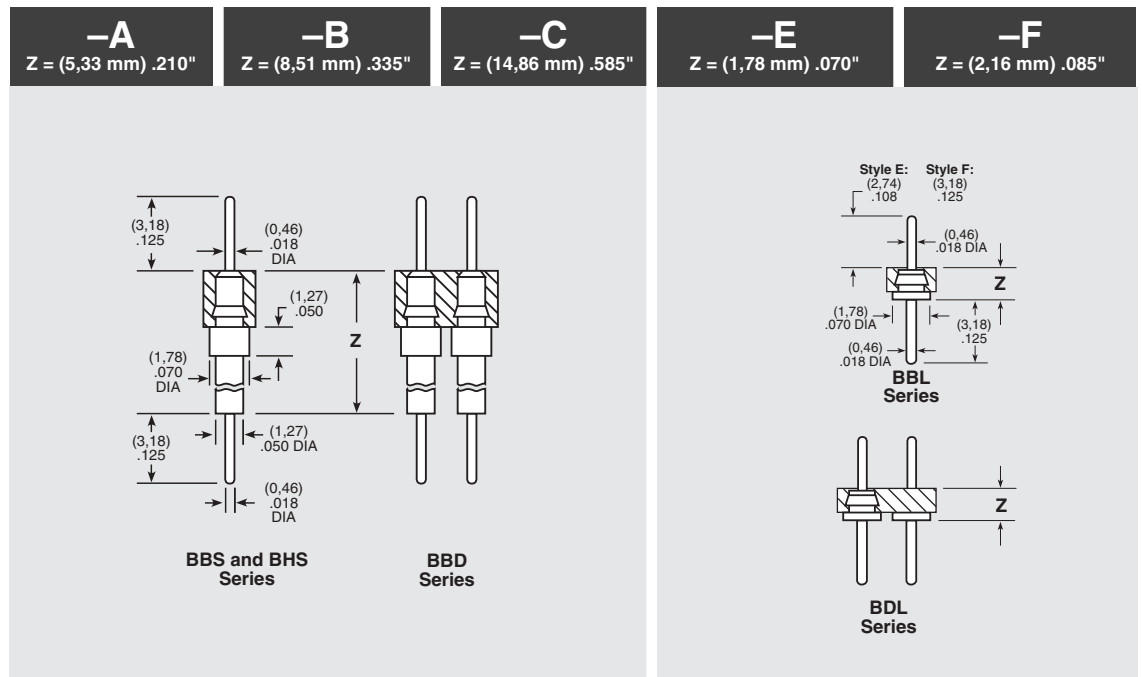 –A
Z = (5,33 mm) .210"
–B
Z = (8,51 mm) .335"
–C
Z = (14,86 mm) .585"
–E
Z = (1,78 mm) .070"
–F
Z = (2,16 mm) .085"
(3,18)
.125
(0,46)
.018
DIA
(1,27)
.050
Z
(1,78)
.070
DIA
(3,18)
.125
(1,27)
.050 DIA
(0,46)
.018
DIA
BBS and BHS
Series
BBD
Series
Style E:
(2,74)
.108
Style F:
(3,18)
.125
(0,46)
.018 DIA
Z
(1,78)
.070 DIA
(3,18)
.125
(0,46)
.018 DIA
BBL
Series
Z
BDL
Series